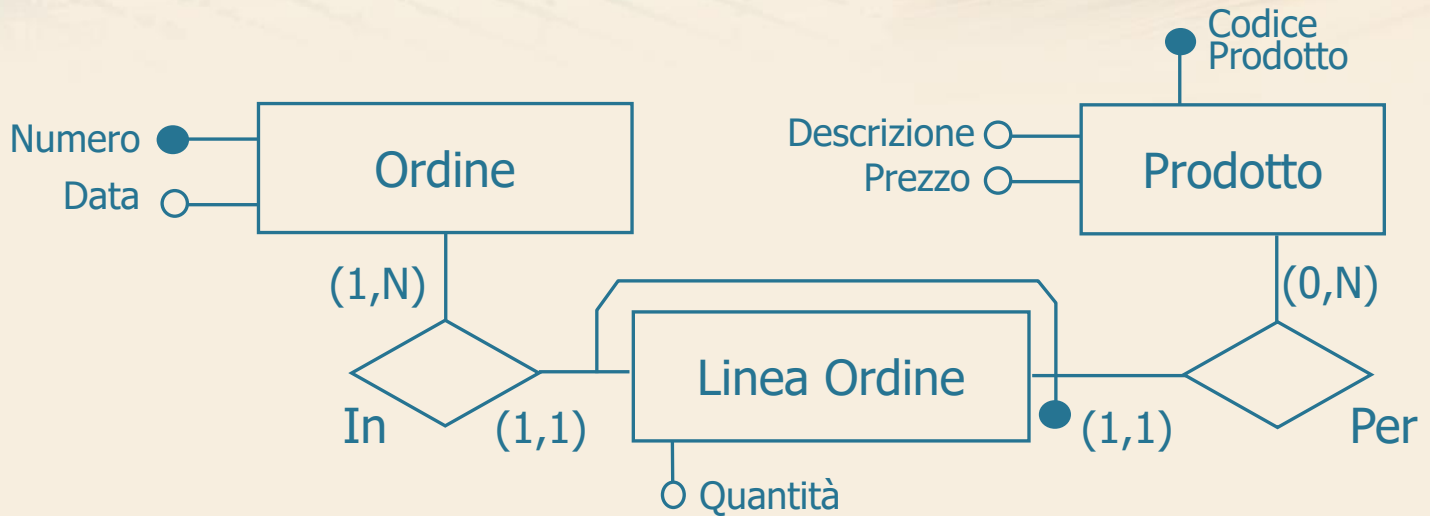 Codice
Prodotto
Numero
Data
Ordine
Descrizione
Prezzo
Prodotto
(1,N)
(0,N)
Linea Ordine
In
(1,1)
(1,1)
Per
Quantità